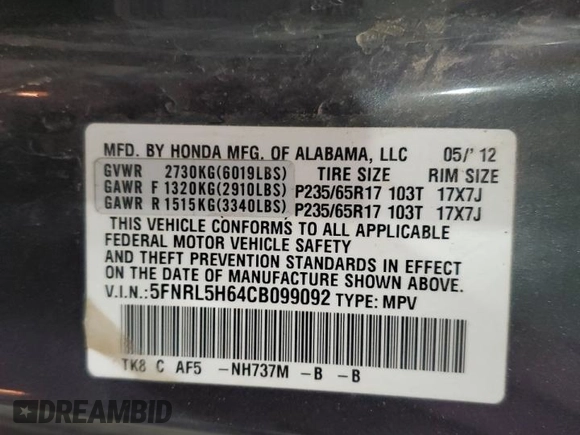 MFD. BY HONDA MFG. OF ALABAMA, LLC 05/'12
GVWR 2730KG(6019LBS) TIRE SIZE RIM SIZE
GAWR F 1320KG(2910LBS) P235/65R17 103T 17X7J
GAWR R 1515KG(3340LBS) P235/65R17 103T 17X7J
THIS VEHICLE CONFORMS TO ALL APPLICABLE
FEDERAL MOTOR VEHICLE SAFETY
AND THEFT PREVENTION STANDARDS IN EFFECT
ON THE DATE OF MANUFACTURE SHOWN ABOVE.
V.I.N.:5FNRL5H64CB099092 TYPE: MPV
TK8 C AF5 -NH737M -B -B
DREAMBID